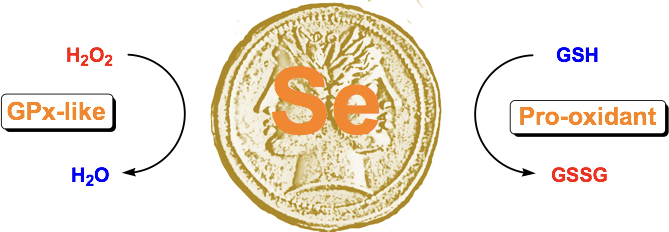 H₂O₂
GPx-like
H₂O
Se
GSH
Pro-oxidant
GSSG